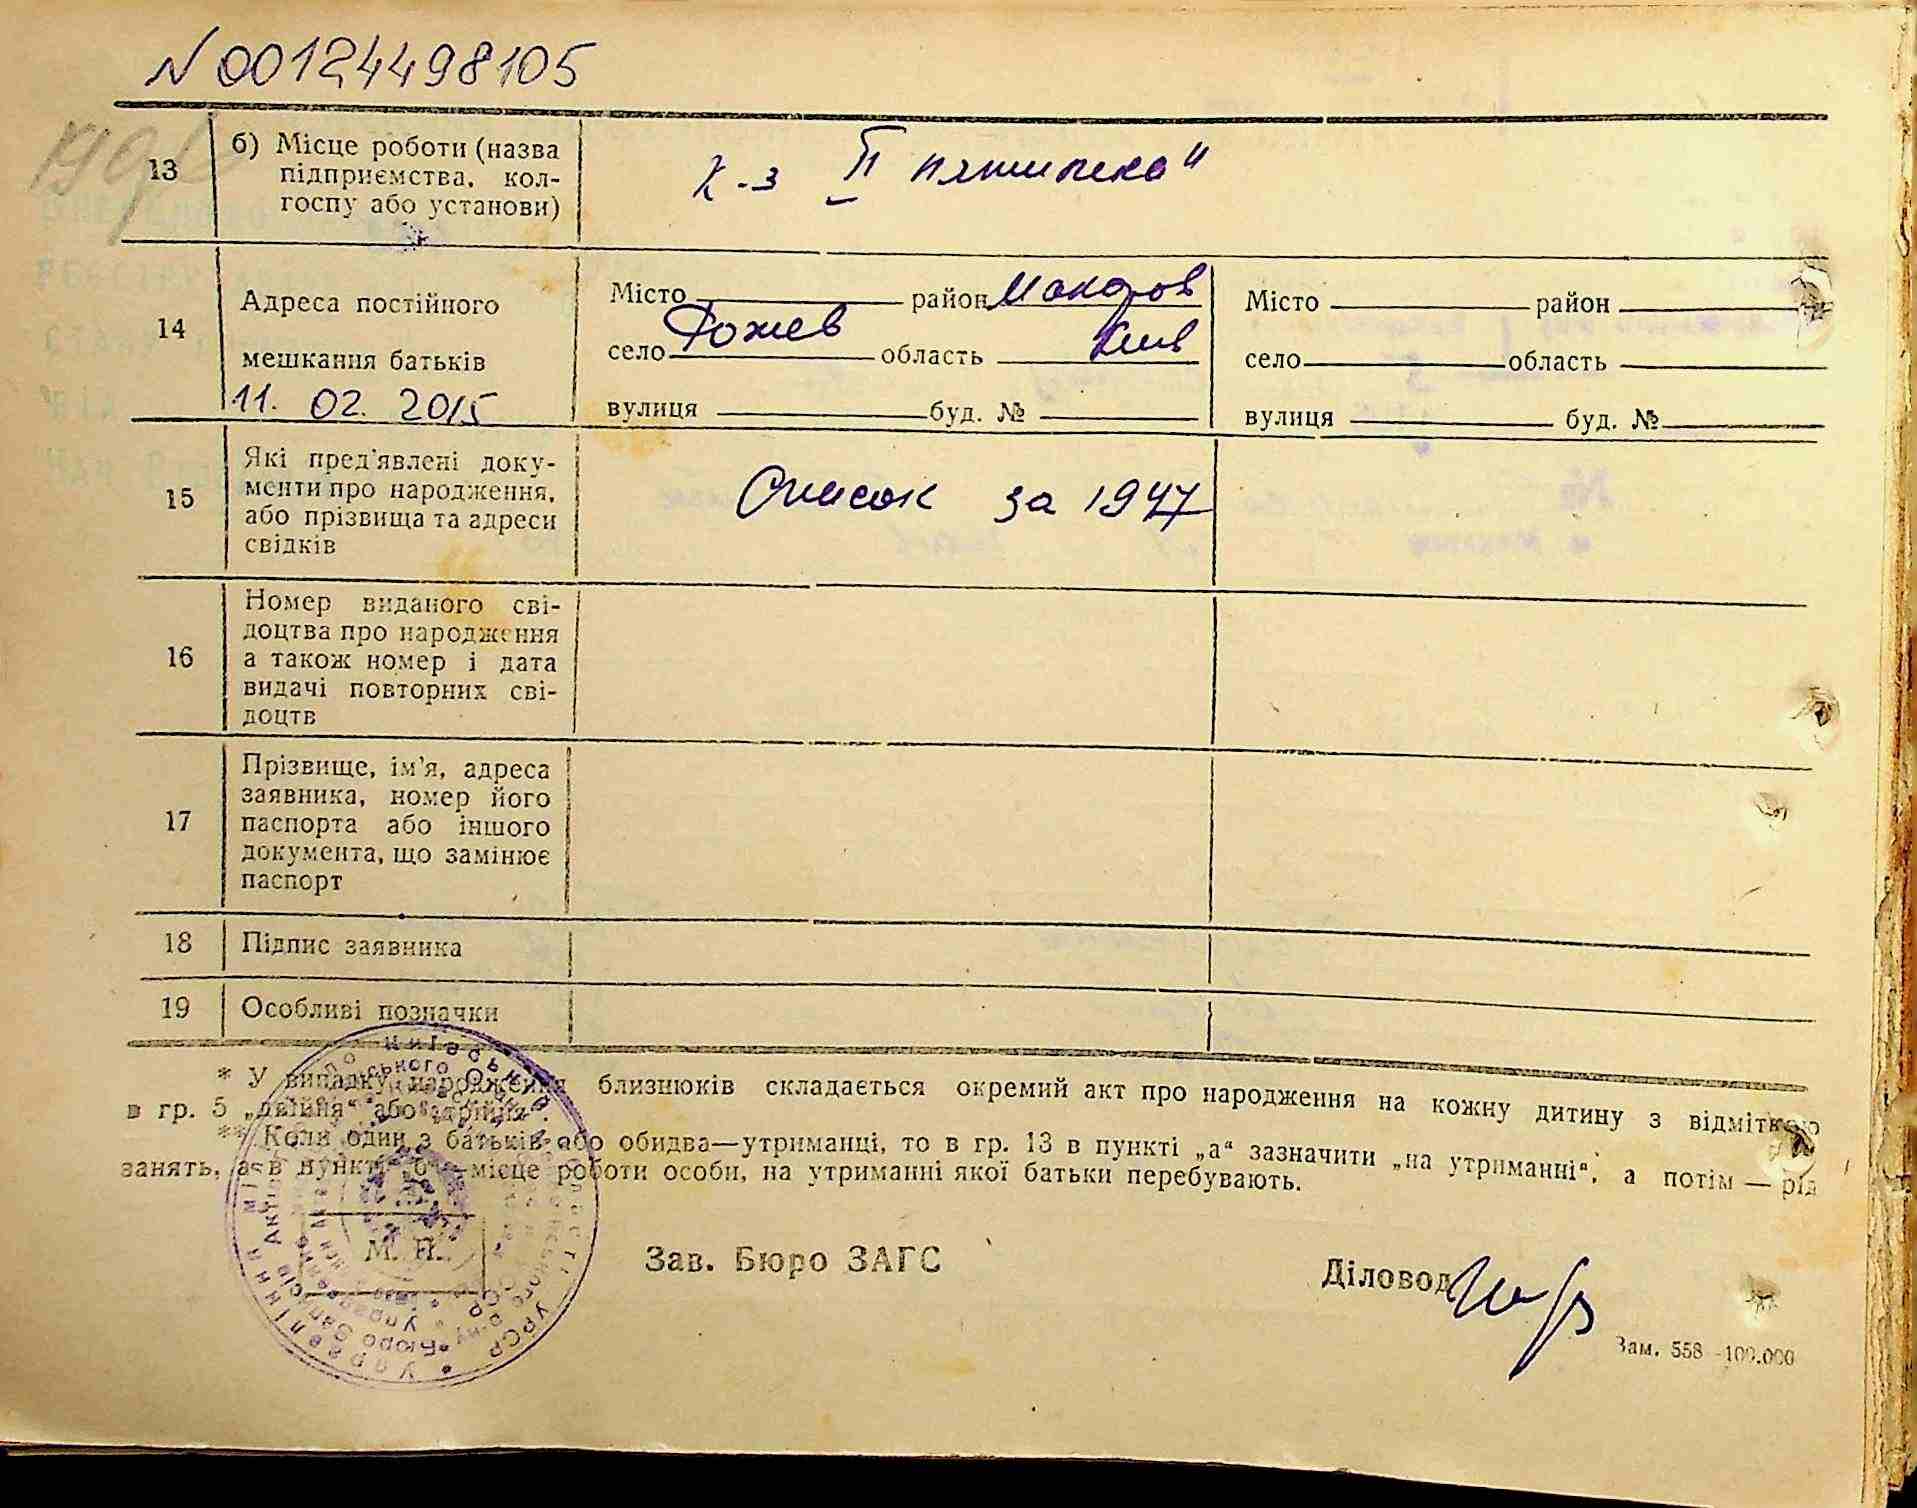 N 00124498105
13
б) Місце роботи (назва
підприємства, кол-
госпу або установи)
к-з "П пятирічка"
14
Адреса постійного
мешкання батьків
11. 02. 2015
Місто район Макаров
село Рожев область Київ
вулиця буд. №
Місто район
село область
вулиця буд. №
15
Які пред'явлені доку-
менти про народження,
або прізвища та адреси
свідків
Список за 1947
16
Номер виданого сві-
доцтва про народження
а також номер і дата
видачі повторних сві-
доцтв
17
Прізвище, ім'я, адреса
заявника, номер його
паспорта або іншого
документа, що замінює
паспорт
18
Підпис заявника
19
Особливі позначки
* У випадку народження близнюків складається окремий акт про народження на кожну дитину з відміткою
в гр. 5 „двійня“ або „трійня“.
** Коли один з батьків або обидва—утриманці, то в гр. 13 в пункті „а“ зазначити „на утриманні“, а потім — рід
занять, а в пункті „б“—місце роботи особи, на утриманні якої батьки перебувають.
М. П.
Зав. Бюро ЗАГС
Діловод
Зам. 558—100.000